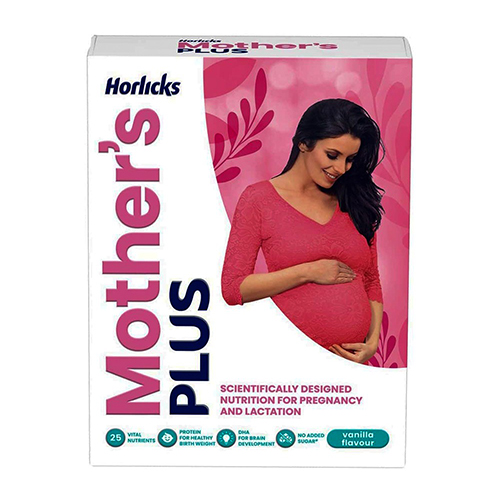 Horlicks
Mother's
PLUS
Horlicks
Mother's
PLUS
SCIENTIFICALLY DESIGNED
NUTRITION FOR PREGNANCY
AND LACTATION
25 VITAL
NUTRIENTS
PROTEIN
FOR HEALTHY
BIRTH WEIGHT
DHA
FOR BRAIN
DEVELOPMENT
NO ADDED
SUGAR*
vanilla
flavour